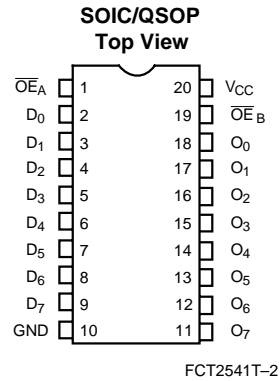 SOIC/QSOP
Top View
OEA 1 20 VCC
D0 2 19 OEB
D1 3 18 O0
D2 4 17 O1
D3 5 16 O2
D4 6 15 O3
D5 7 14 O4
D6 8 13 O5
D7 9 12 O6
GND 10 11 O7
FCT2541T–2